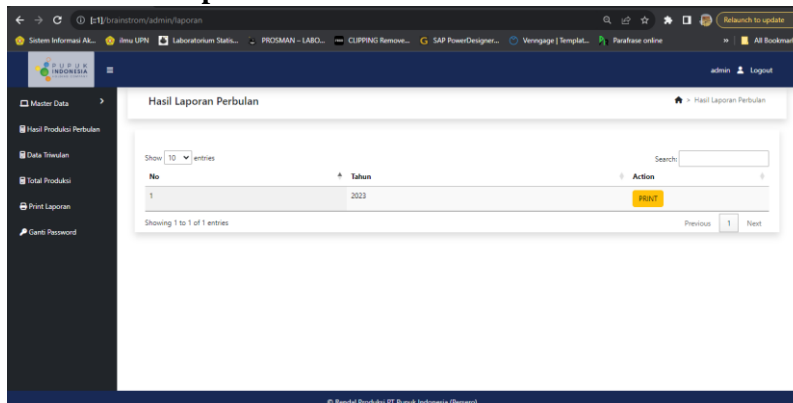 [::1]/brainstrom/admin/laporan
Relaunch to update
Sistem Informasi Ak...
ilmu UPN
Laboratorium Statis...
PROSMAN – LABO...
CLIPPING Remove...
SAP PowerDesigner...
Venngage | Templat...
Parafrase online
»
All Bookmar
PUPUK
INDONESIA
admin
Logout
Master Data
Hasil Produksi Perbulan
Data Triwulan
Total Produksi
Print Laporan
Ganti Password
Hasil Laporan Perbulan
> Hasil Laporan Perbulan
Show 10 entries
Search:
No Tahun Action
1 2023 PRINT
Showing 1 to 1 of 1 entries
Previous 1 Next
© Rendal Produksi PT Pupuk Indonesia (Persero)